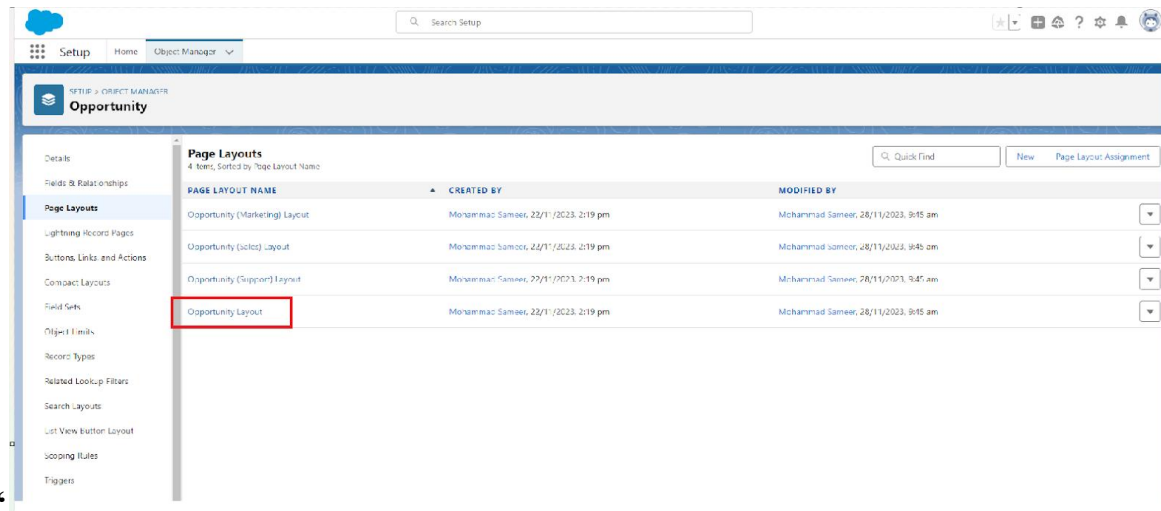 Search Setup
Setup Home Object Manager
SETUP > OBJECT MANAGER
Opportunity
Details
Fields & Relationships
Page Layouts
Lightning Record Pages
Buttons, Links, and Actions
Compact Layouts
Field Sets
Object Limits
Record Types
Related Lookup Filters
Search Layouts
List View Button Layout
Scoping Rules
Triggers
Page Layouts
4 Items, Sorted by Page Layout Name
Quick Find New Page Layout Assignment
PAGE LAYOUT NAME CREATED BY MODIFIED BY
Opportunity (Marketing) Layout Mohammad Sameer, 22/11/2023, 2:19 pm Mohammad Sameer, 28/11/2023, 9:45 am
Opportunity (Sales) Layout Mohammad Sameer, 22/11/2023, 2:19 pm Mohammad Sameer, 28/11/2023, 9:45 am
Opportunity (Support) Layout Mohammad Sameer, 22/11/2023, 2:19 pm Mohammad Sameer, 28/11/2023, 9:45 am
Opportunity Layout Mohammad Sameer, 22/11/2023, 2:19 pm Mohammad Sameer, 28/11/2023, 9:45 am